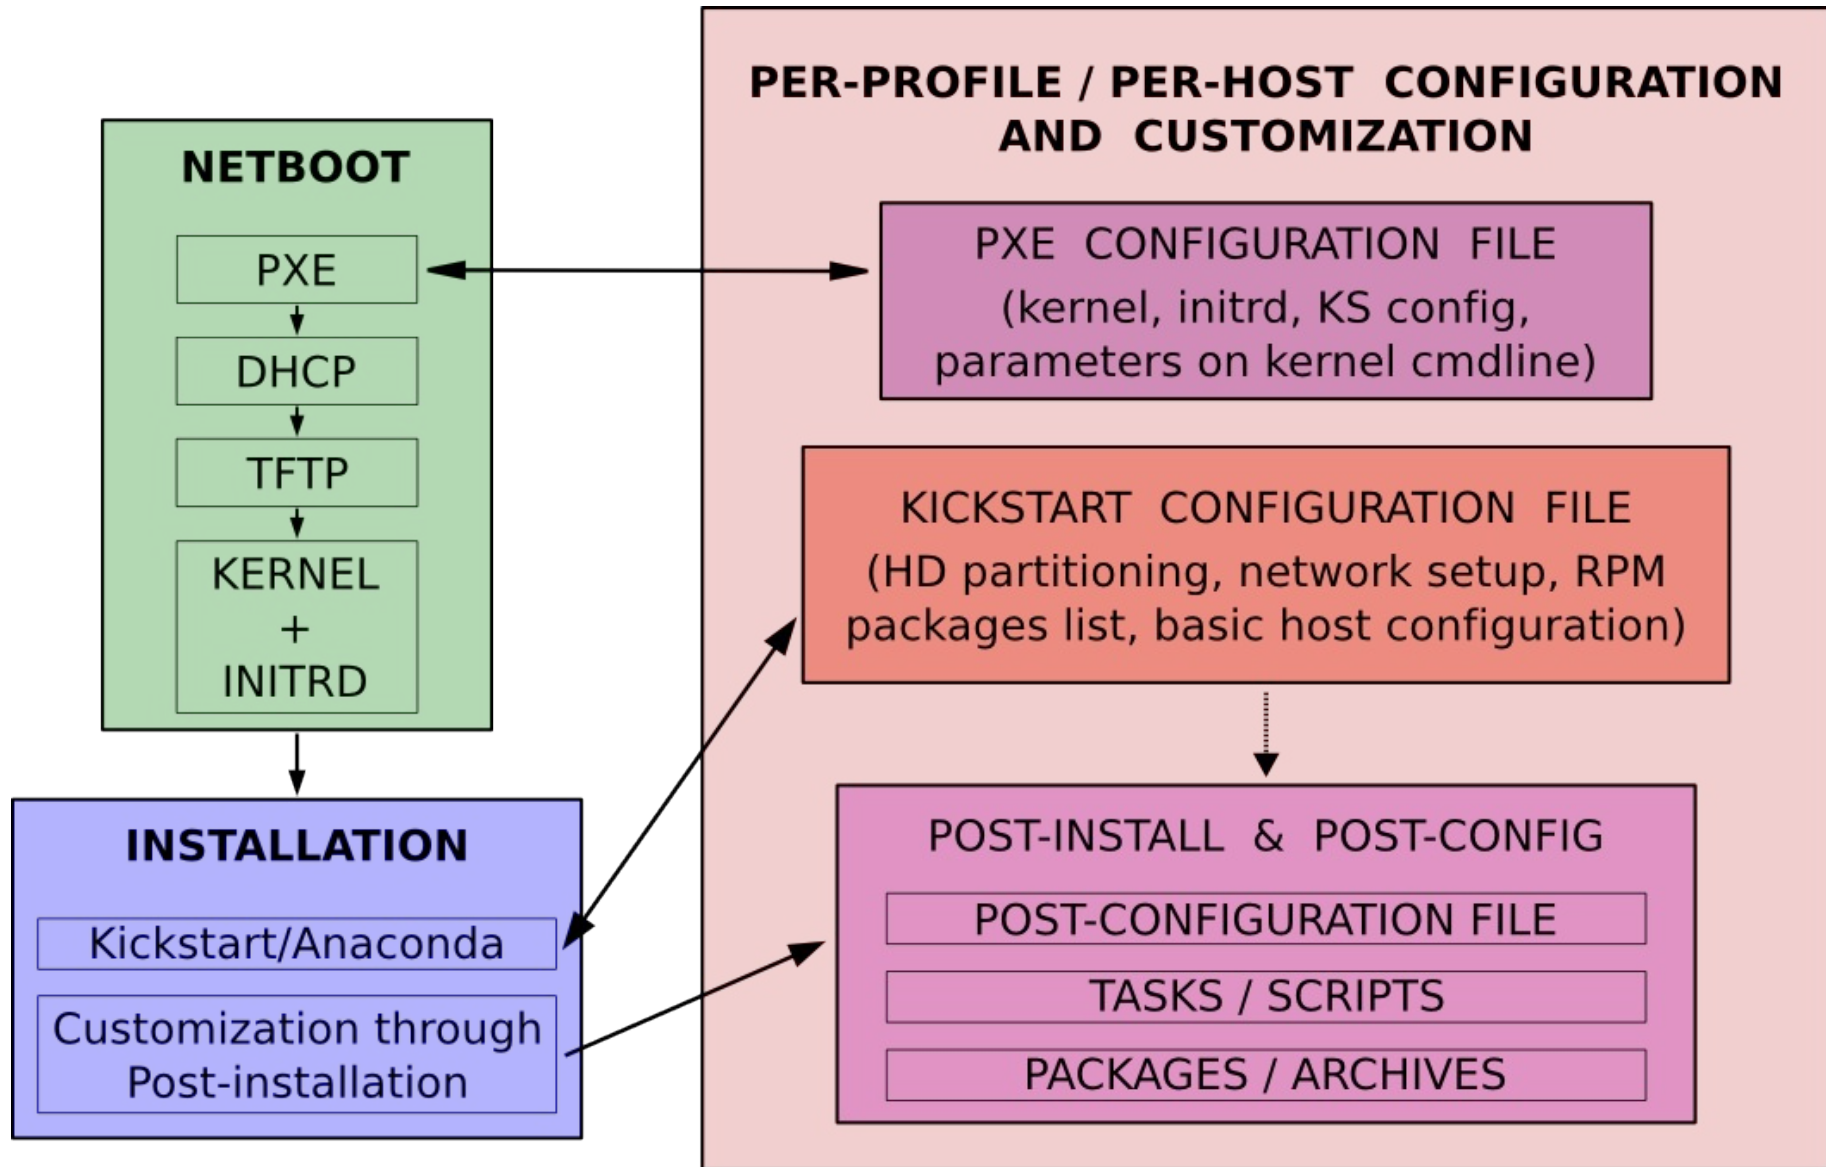 NETBOOT
PXE
DHCP
TFTP
KERNEL
+
INITRD
INSTALLATION
Kickstart/Anaconda
Customization through
Post-installation
PER-PROFILE / PER-HOST CONFIGURATION
AND CUSTOMIZATION
PXE CONFIGURATION FILE
(kernel, initrd, KS config,
parameters on kernel cmdline)
KICKSTART CONFIGURATION FILE
(HD partitioning, network setup, RPM
packages list, basic host configuration)
POST-INSTALL & POST-CONFIG
POST-CONFIGURATION FILE
TASKS / SCRIPTS
PACKAGES / ARCHIVES